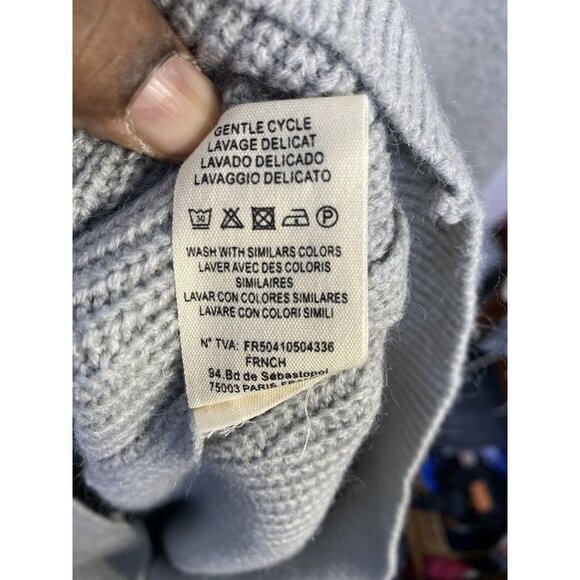 GENTLE CYCLE
LAVAGE DELICAT
LAVADO DELICADO
LAVAGGIO DELICATO
30 P
WASH WITH SIMILARS COLORS
LAVER AVEC DES COLORIS
SIMILAIRES
LAVAR CON COLORES SIMILARES
LAVARE CON COLORI SIMILI
N° TVA: FR50410504336
FRNCH
94.Bd de Sébastopol
75003 PARIS